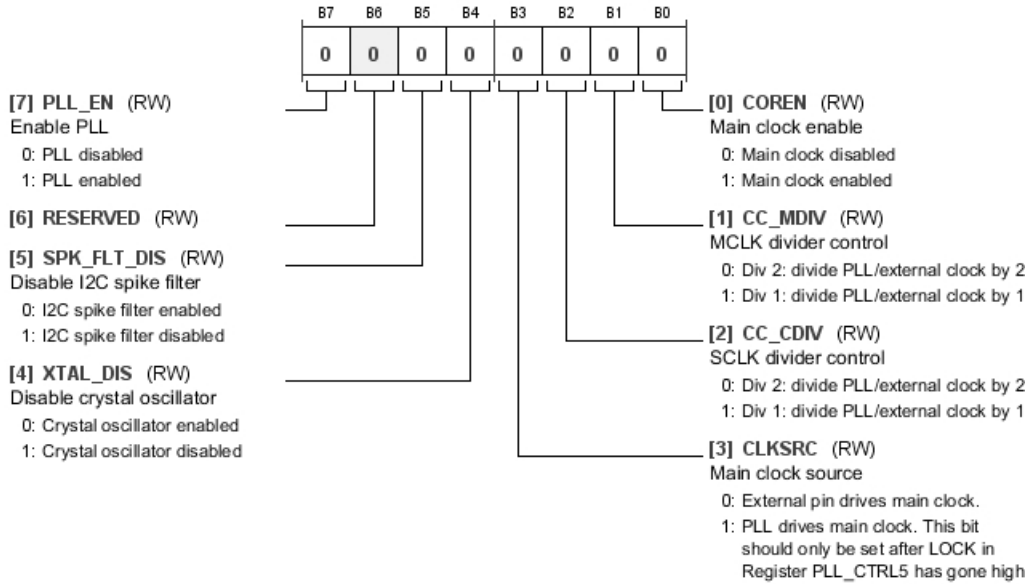 B7 B6 B5 B4 B3 B2 B1 B0
0 0 0 0 0 0 0 0
[7] PLL_EN (RW)
Enable PLL
0: PLL disabled
1: PLL enabled
[6] RESERVED (RW)
[5] SPK_FLT_DIS (RW)
Disable I2C spike filter
0: I2C spike filter enabled
1: I2C spike filter disabled
[4] XTAL_DIS (RW)
Disable crystal oscillator
0: Crystal oscillator enabled
1: Crystal oscillator disabled
[0] COREN (RW)
Main clock enable
0: Main clock disabled
1: Main clock enabled
[1] CC_MDIV (RW)
MCLK divider control
0: Div 2: divide PLL/external clock by 2
1: Div 1: divide PLL/external clock by 1
[2] CC_CDIV (RW)
SCLK divider control
0: Div 2: divide PLL/external clock by 2
1: Div 1: divide PLL/external clock by 1
[3] CLKSRC (RW)
Main clock source
0: External pin drives main clock.
1: PLL drives main clock. This bit
should only be set after LOCK in
Register PLL_CTRL5 has gone high